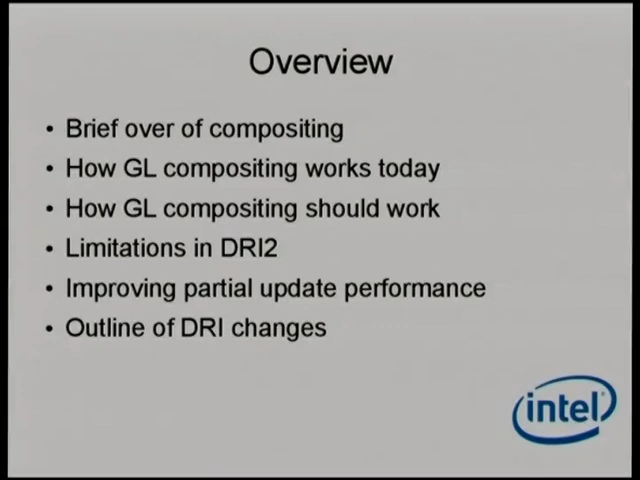 Overview
• Brief over of compositing
• How GL compositing works today
• How GL compositing should work
• Limitations in DRI2
• Improving partial update performance
• Outline of DRI changes
intel